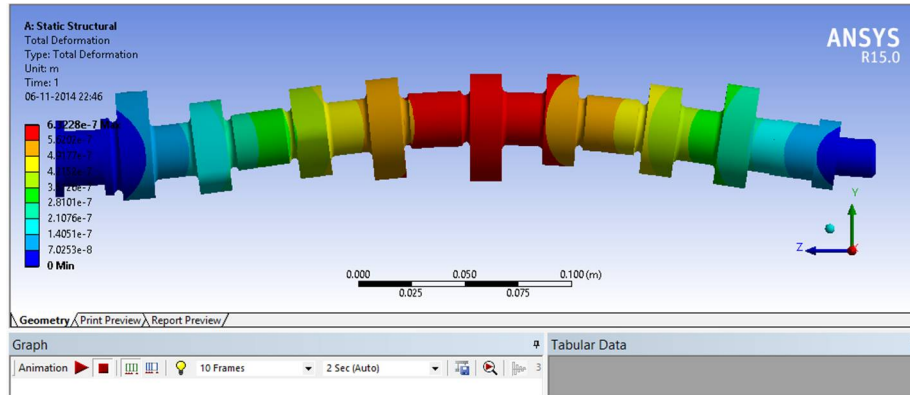 A: Static Structural
Total Deformation
Type: Total Deformation
Unit: m
Time: 1
06-11-2014 22:46
2.8101e-7
2.1076e-7
1.4051e-7
7.0253e-8
0 Min
ANSYS
R15.0
Y
Z
0.000
0.050
0.100 (m)
0.025
0.075
Geometry
Print Preview
Report Preview
Graph
Tabular Data
Animation
10 Frames
2 Sec (Auto)
3